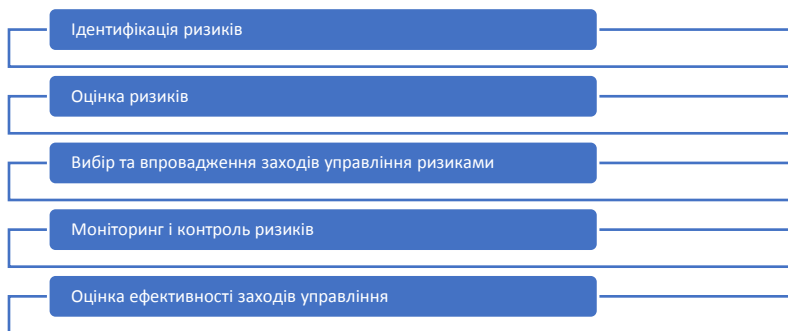 Ідентифікація ризиків
Оцінка ризиків
Вибір та впровадження заходів управління ризиками
Моніторинг і контроль ризиків
Оцінка ефективності заходів управління